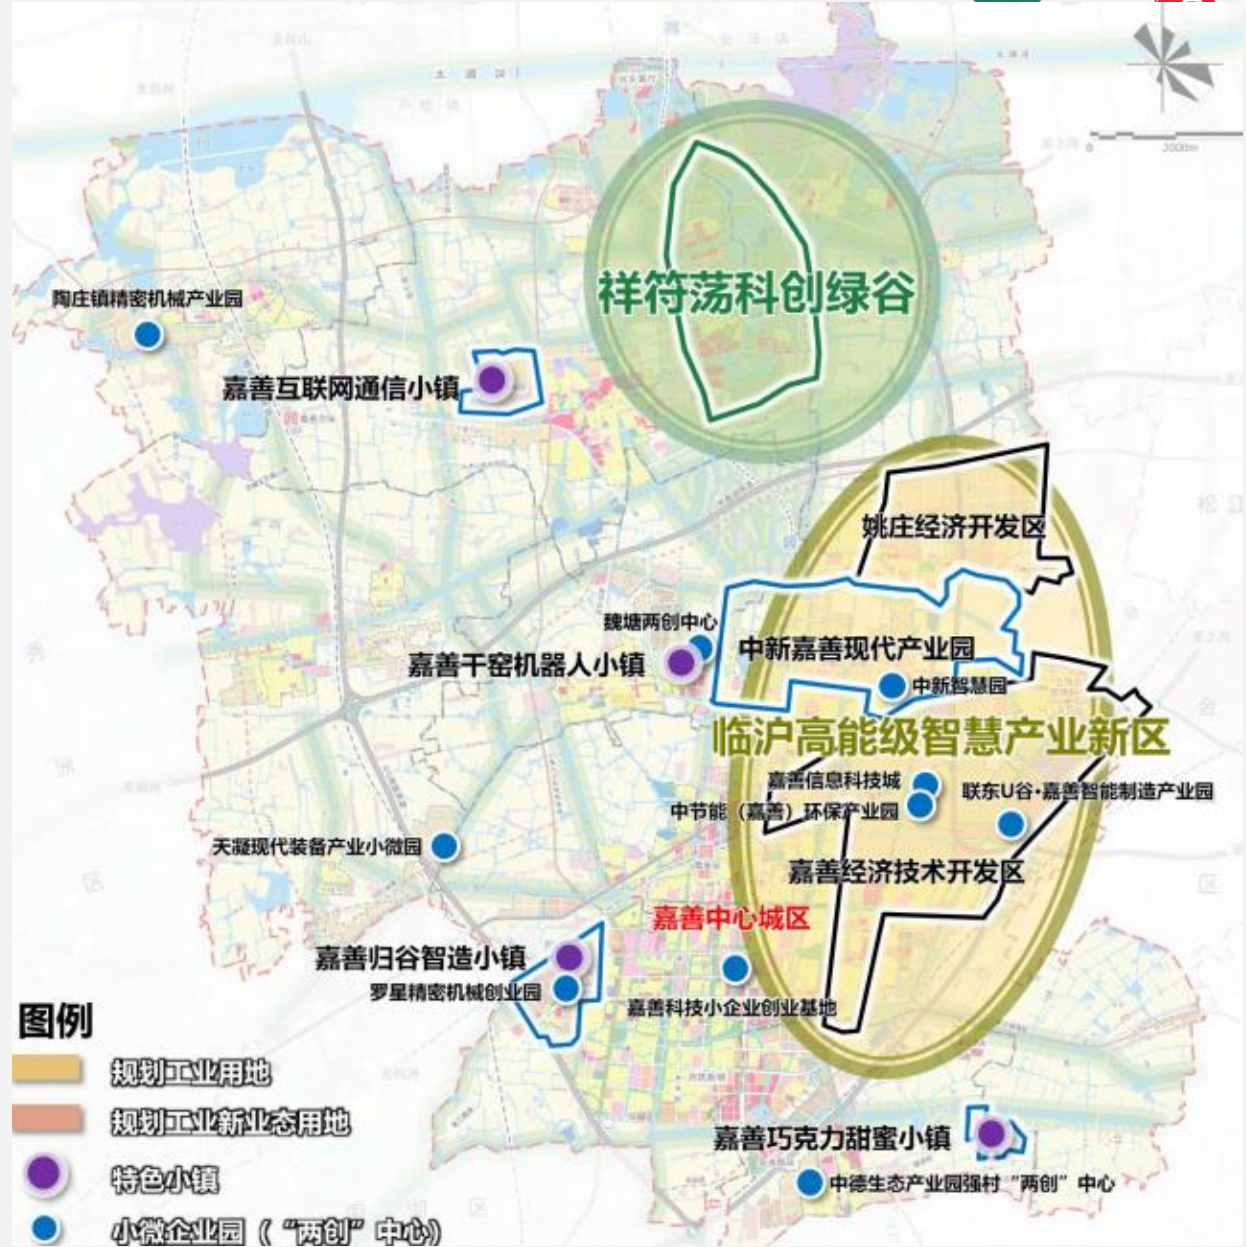 太浦河
2000m
0
祥符荡科创绿谷
陶庄镇精密机械产业园
嘉善互联网通信小镇
松江
姚庄经济开发区
魏塘两创中心
中新嘉善现代产业园
嘉善干窑机器人小镇
中新智慧园
临沪高能级智慧产业新区
嘉善信息科技城
联东U谷·嘉善智能制造产业园
中节能（嘉善）环保产业园
天凝现代装备产业小微园
嘉善经济技术开发区
区
嘉善中心城区
嘉善归谷智造小镇
罗星精密机械创业园
嘉善科技小企业创业基地
图例
规划工业用地
规划工业新业态用地
嘉善巧克力甜蜜小镇
特色小镇
中德生态产业园强村“两创”中心
区
小微企业园（“两创”中心）